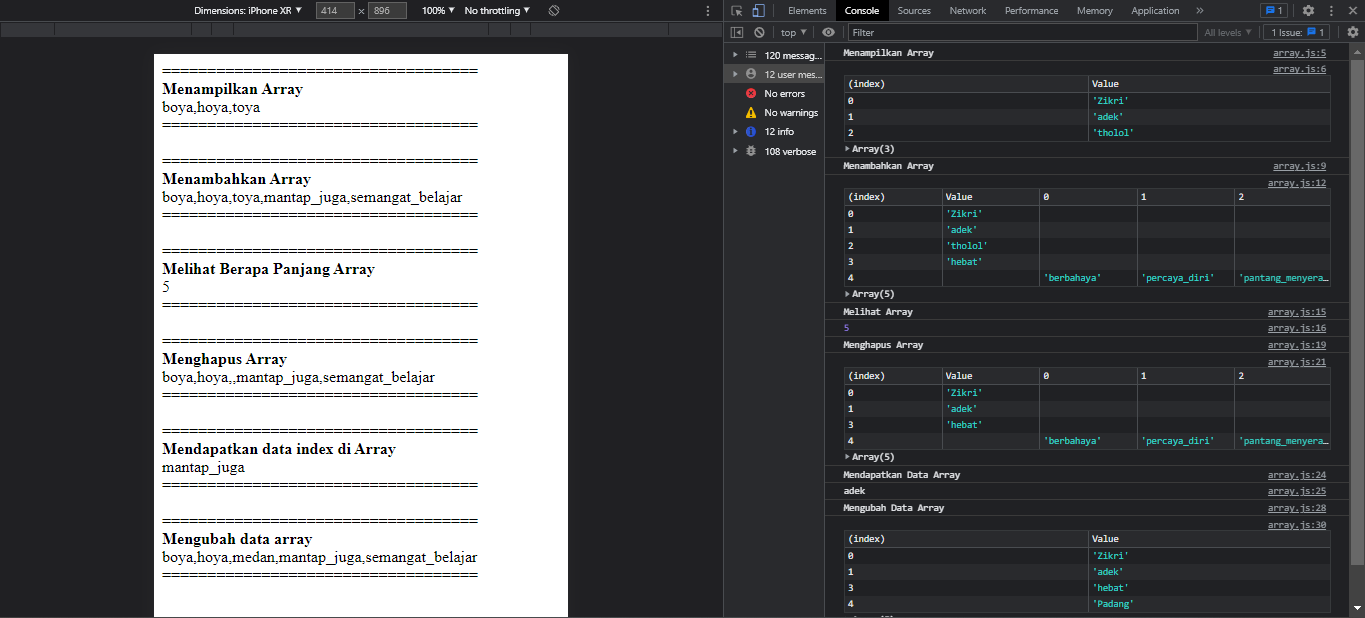 Dimensions: iPhone XR ▼ 414 × 896 100% ▼ No throttling ▼
====================================
Menampilkan Array
boya,hoya,toya
====================================
====================================
Menambahkan Array
boya,hoya,toya,mantap_juga,semangat_belajar
====================================
====================================
Melihat Berapa Panjang Array
5
====================================
====================================
Menghapus Array
boya,hoya,,mantap_juga,semangat_belajar
====================================
====================================
Mendapatkan data index di Array
mantap_juga
====================================
====================================
Mengubah data array
boya,hoya,medan,mantap_juga,semangat_belajar
====================================
Elements Console Sources Network Performance Memory Application » 1
top ▼ Filter All levels ▼ 1 Issue: 1
120 messag...
12 user mes...
No errors
No warnings
12 info
108 verbose
Menampilkan Array array.js:5
array.js:6
(index) Value
0 'Zikri'
1 'adek'
2 'tholol'
Array(3)
Menambahkan Array array.js:9
array.js:12
(index) Value 0 1 2
0 'Zikri'
1 'adek'
2 'tholol'
3 'hebat'
4 'berbahaya' 'percaya_diri' 'pantang_menyera…
Array(5)
Melihat Array array.js:15
5 array.js:16
Menghapus Array array.js:19
array.js:21
(index) Value 0 1 2
0 'Zikri'
1 'adek'
3 'hebat'
4 'berbahaya' 'percaya_diri' 'pantang_menyera…
Array(5)
Mendapatkan Data Array array.js:24
adek array.js:25
Mengubah Data Array array.js:28
array.js:30
(index) Value
0 'Zikri'
1 'adek'
3 'hebat'
4 'Padang'